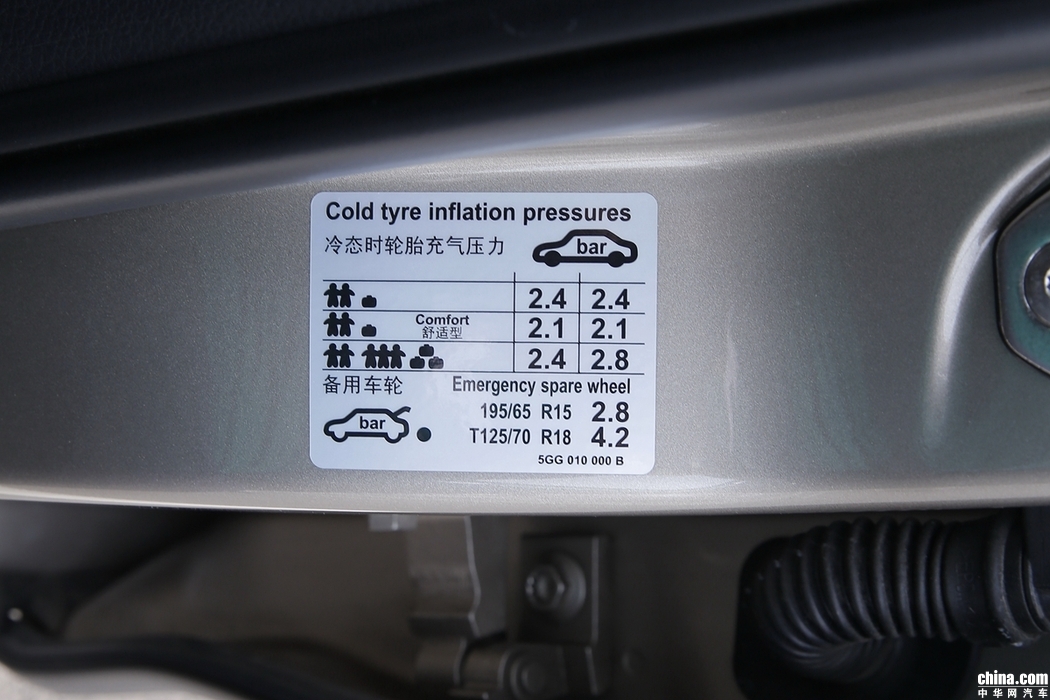 Cold tyre inflation pressures
冷态时轮胎充气压力
bar
2.4 2.4
Comfort
舒适型
2.1 2.1
2.4 2.8
备用车轮 Emergency spare wheel
195/65 R15 2.8
bar
T125/70 R18 4.2
5GG 010 000 B
china.com
中华网汽车